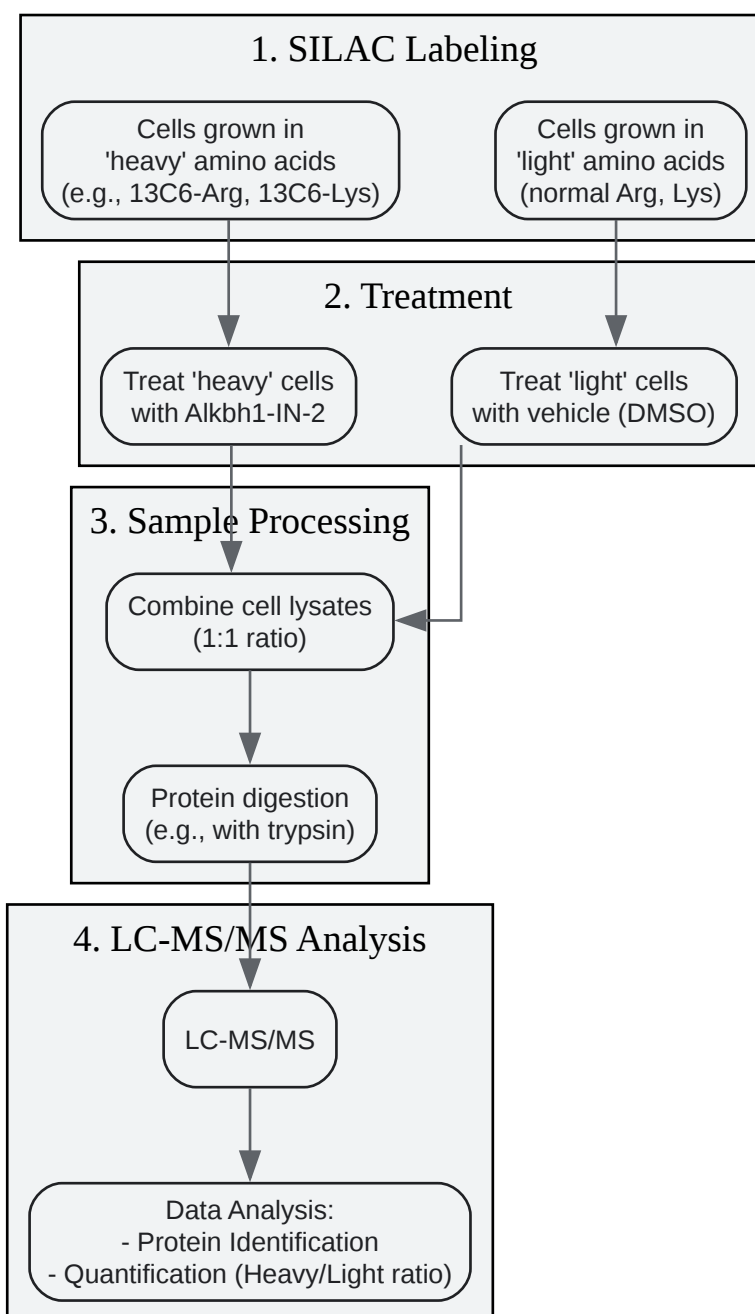 1. SILAC Labeling
Cells grown in
'heavy' amino acids
(e.g., 13C6-Arg, 13C6-Lys)
Cells grown in
'light' amino acids
(normal Arg, Lys)
2. Treatment
Treat 'heavy' cells
with Alkbh1-IN-2
Treat 'light' cells
with vehicle (DMSO)
3. Sample Processing
Combine cell lysates
(1:1 ratio)
Protein digestion
(e.g., with trypsin)
4. LC-MS/MS Analysis
LC-MS/MS
Data Analysis:
- Protein Identification
- Quantification (Heavy/Light ratio)